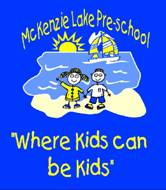 McKenzie Lake Pre-school
"Where Kids can
be Kids"